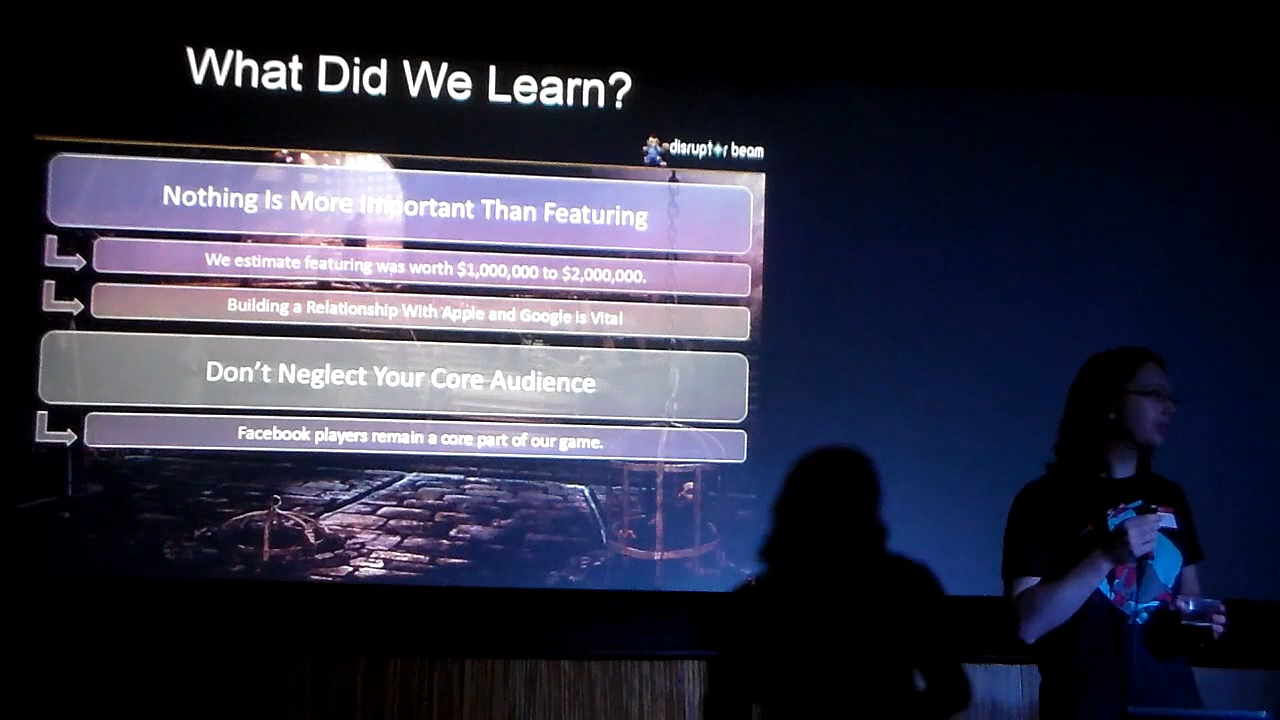 What Did We Learn?
disruptor beam
Nothing Is More Important Than Featuring
We estimate featuring was worth $1,000,000 to $2,000,000.
Building a Relationship With Apple and Google is Vital
Don't Neglect Your Core Audience
Facebook players remain a core part of our game.